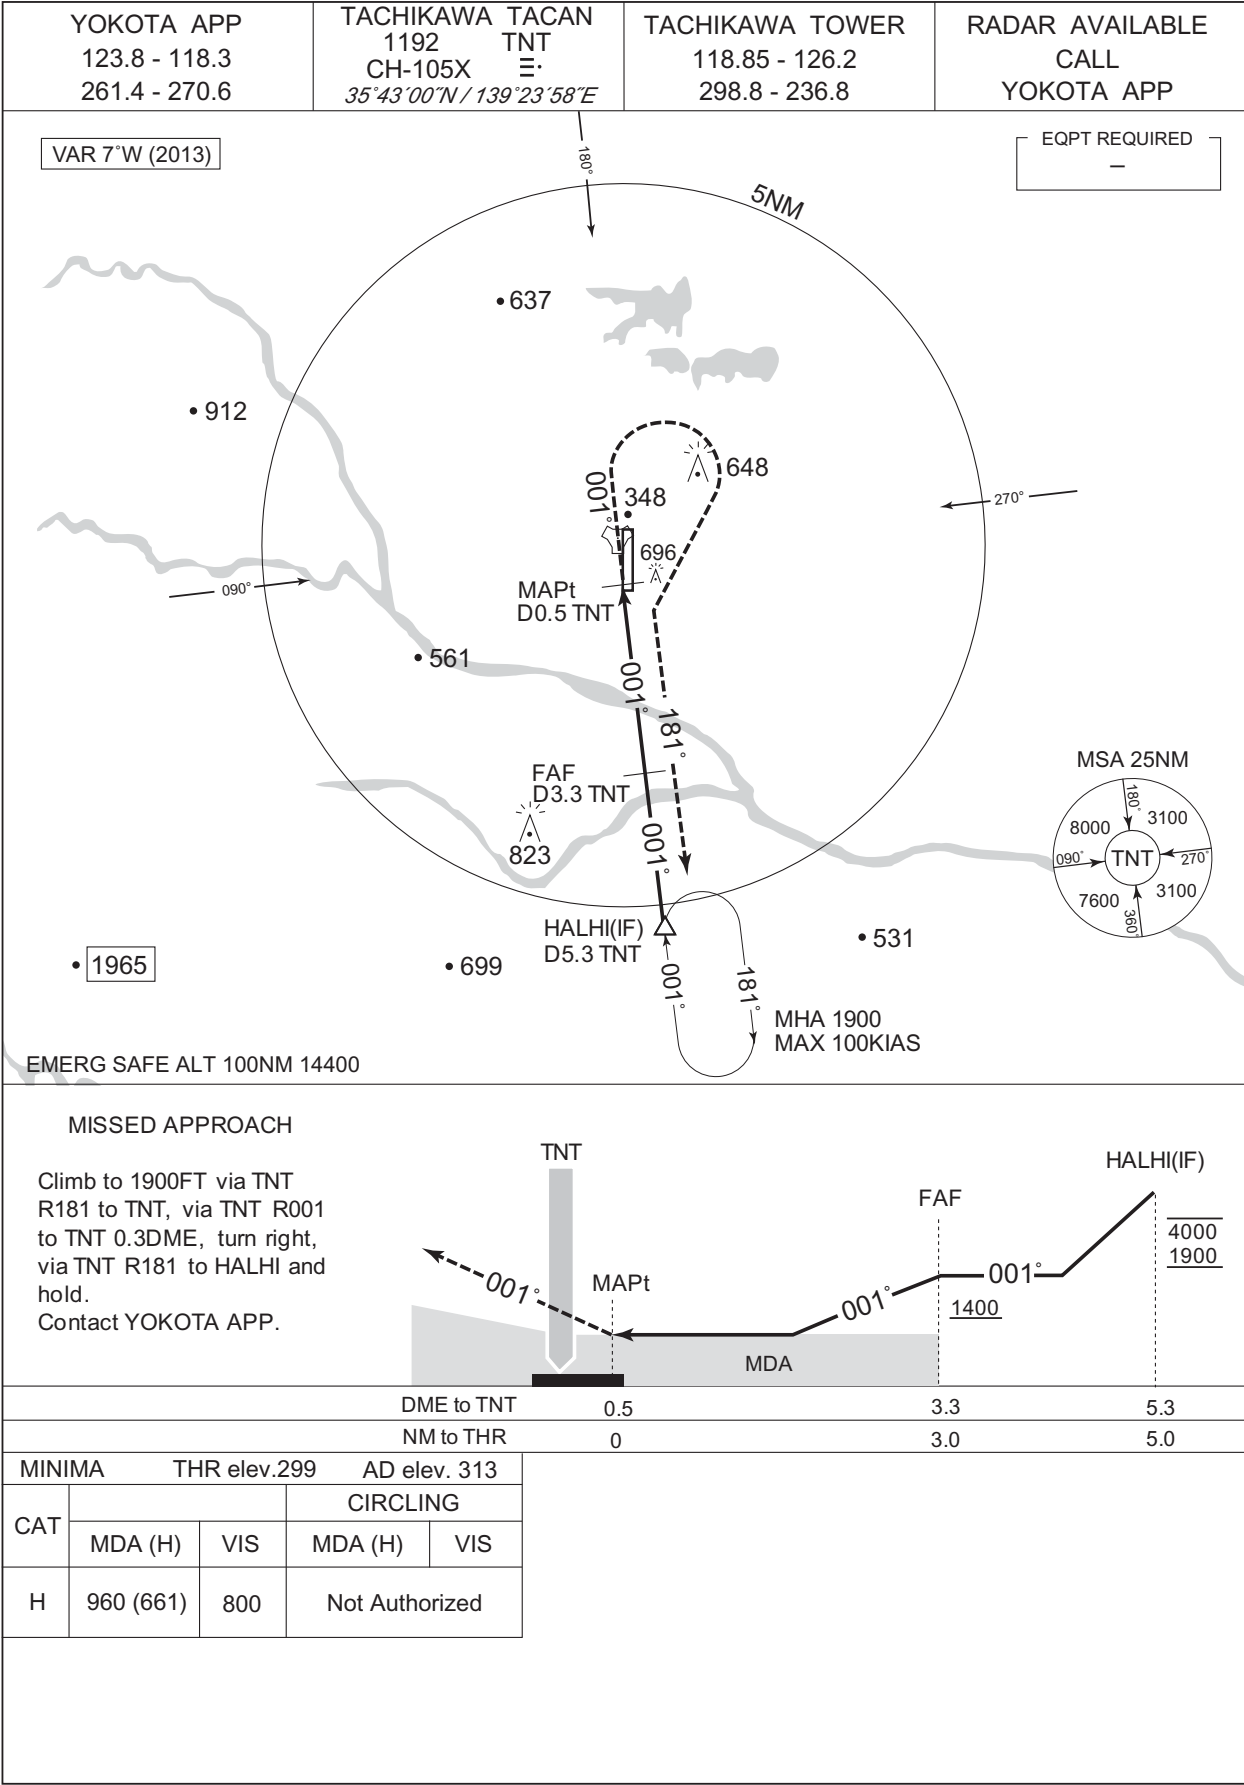 YOKOTA APP
123.8 - 118.3
261.4 - 270.6
TACHIKAWA TACAN
1192 TNT
CH-105X
35°43′00″N / 139°23′58″E
TACHIKAWA TOWER
118.85 - 126.2
298.8 - 236.8
RADAR AVAILABLE
CALL
YOKOTA APP
VAR 7°W (2013)
EQPT REQUIRED
–
180°
5NM
637
912
648
001°
348
696
270°
090°
MAPt
D0.5 TNT
561
001°
181°
FAF
D3.3 TNT
823
001°
MSA 25NM
180°
8000
3100
090°
TNT
270°
7600
3100
360°
HALHI(IF)
D5.3 TNT
531
1965
699
001°
181°
MHA 1900
MAX 100KIAS
EMERG SAFE ALT 100NM 14400
MISSED APPROACH
Climb to 1900FT via TNT
R181 to TNT, via TNT R001
to TNT 0.3DME, turn right,
via TNT R181 to HALHI and
hold.
Contact YOKOTA APP.
TNT
HALHI(IF)
FAF
4000
1900
001°
MAPt
001°
001°
1400
MDA
DME to TNT 0.5 3.3 5.3
NM to THR 0 3.0 5.0
MINIMA THR elev.299 AD elev. 313
CAT
CIRCLING
MDA (H) VIS MDA (H) VIS
H 960 (661) 800 Not Authorized